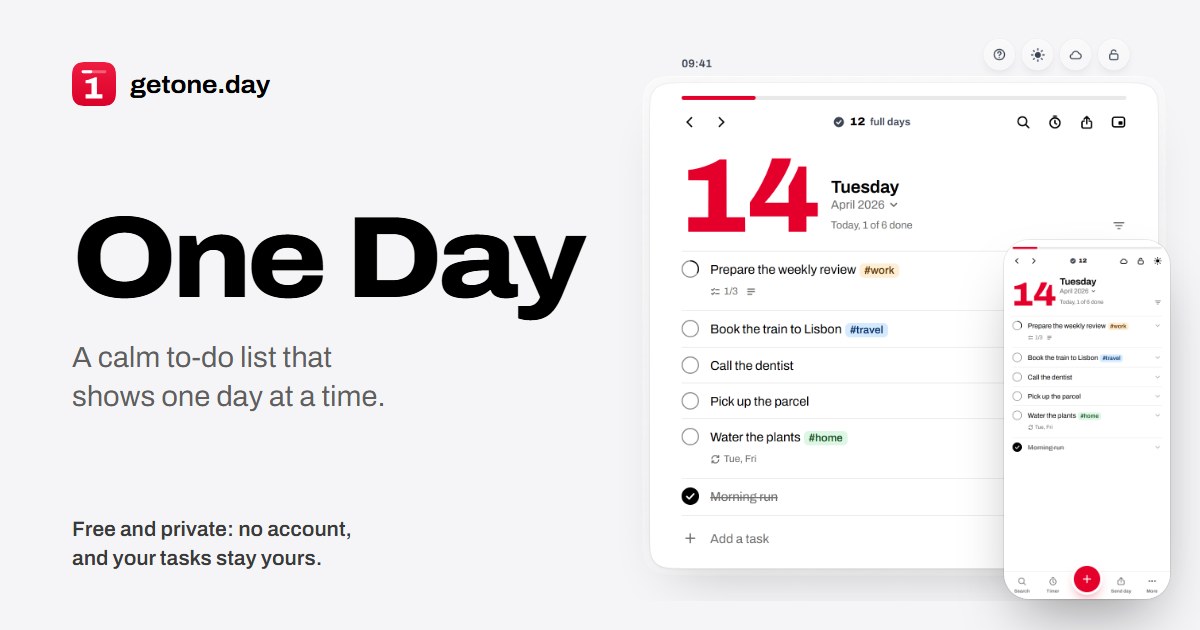 1
getone.day
One Day
A calm to-do list that
shows one day at a time.
Free and private: no account,
and your tasks stay yours.
09:41
12 full days
14
Tuesday
April 2026
Today, 1 of 6 done
Prepare the weekly review #work
1/3
Book the train to Lisbon #travel
Call the dentist
Pick up the parcel
Water the plants #home
Tue, Fri
Morning run
Add a task
12
14
Tuesday
April 2026
Today, 1 of 6 done
Prepare the weekly review #work
1/3
Book the train to Lisbon #travel
Call the dentist
Pick up the parcel
Water the plants #home
Tue, Fri
Morning run
Search
Timer
Send day
More